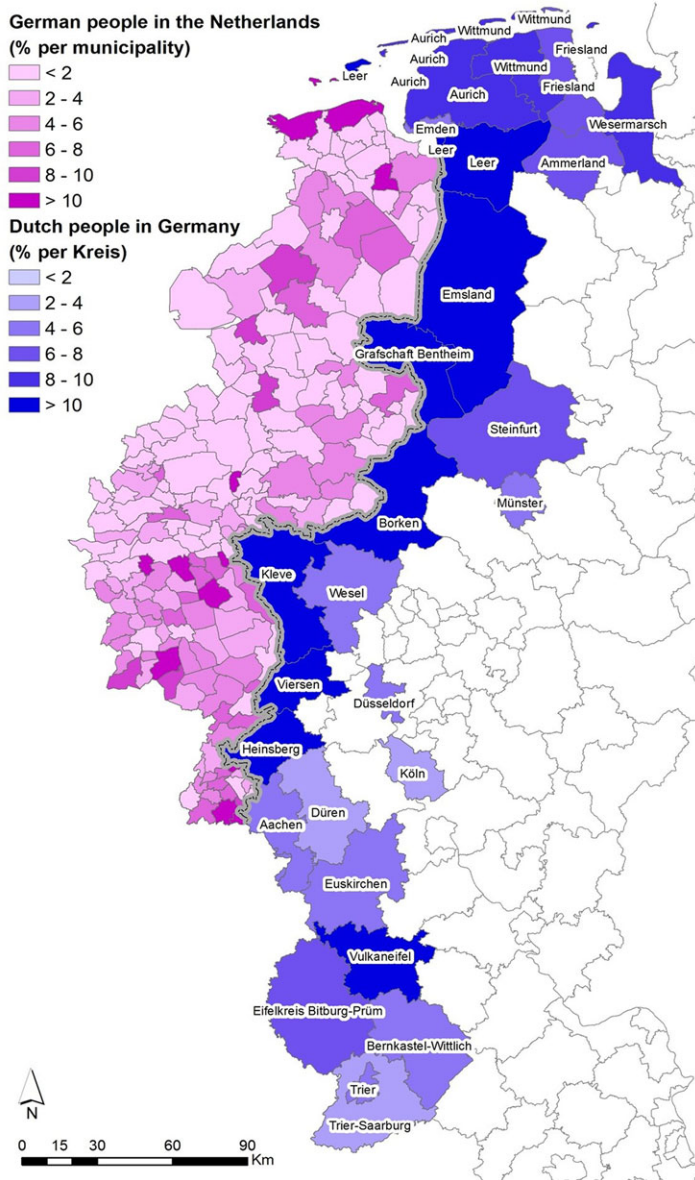 German people in the Netherlands
(% per municipality)
< 2
2 - 4
4 - 6
6 - 8
8 - 10
> 10
Dutch people in Germany
(% per Kreis)
< 2
2 - 4
4 - 6
6 - 8
8 - 10
> 10
Wittmund
Wittmund
Aurich
Friesland
Aurich
Wittmund
Leer
Aurich
Friesland
Aurich
Emden
Wesermarsch
Leer
Leer
Ammerland
Emsland
Grafschaft Bentheim
Steinfurt
Münster
Borken
Kleve
Wesel
Viersen
Düsseldorf
Heinsberg
Köln
Düren
Aachen
Euskirchen
Vulkaneifel
Eifelkreis Bitburg-Prüm
Bernkastel-Wittlich
Trier
Trier-Saarburg
N
0 15 30 60 90
Km